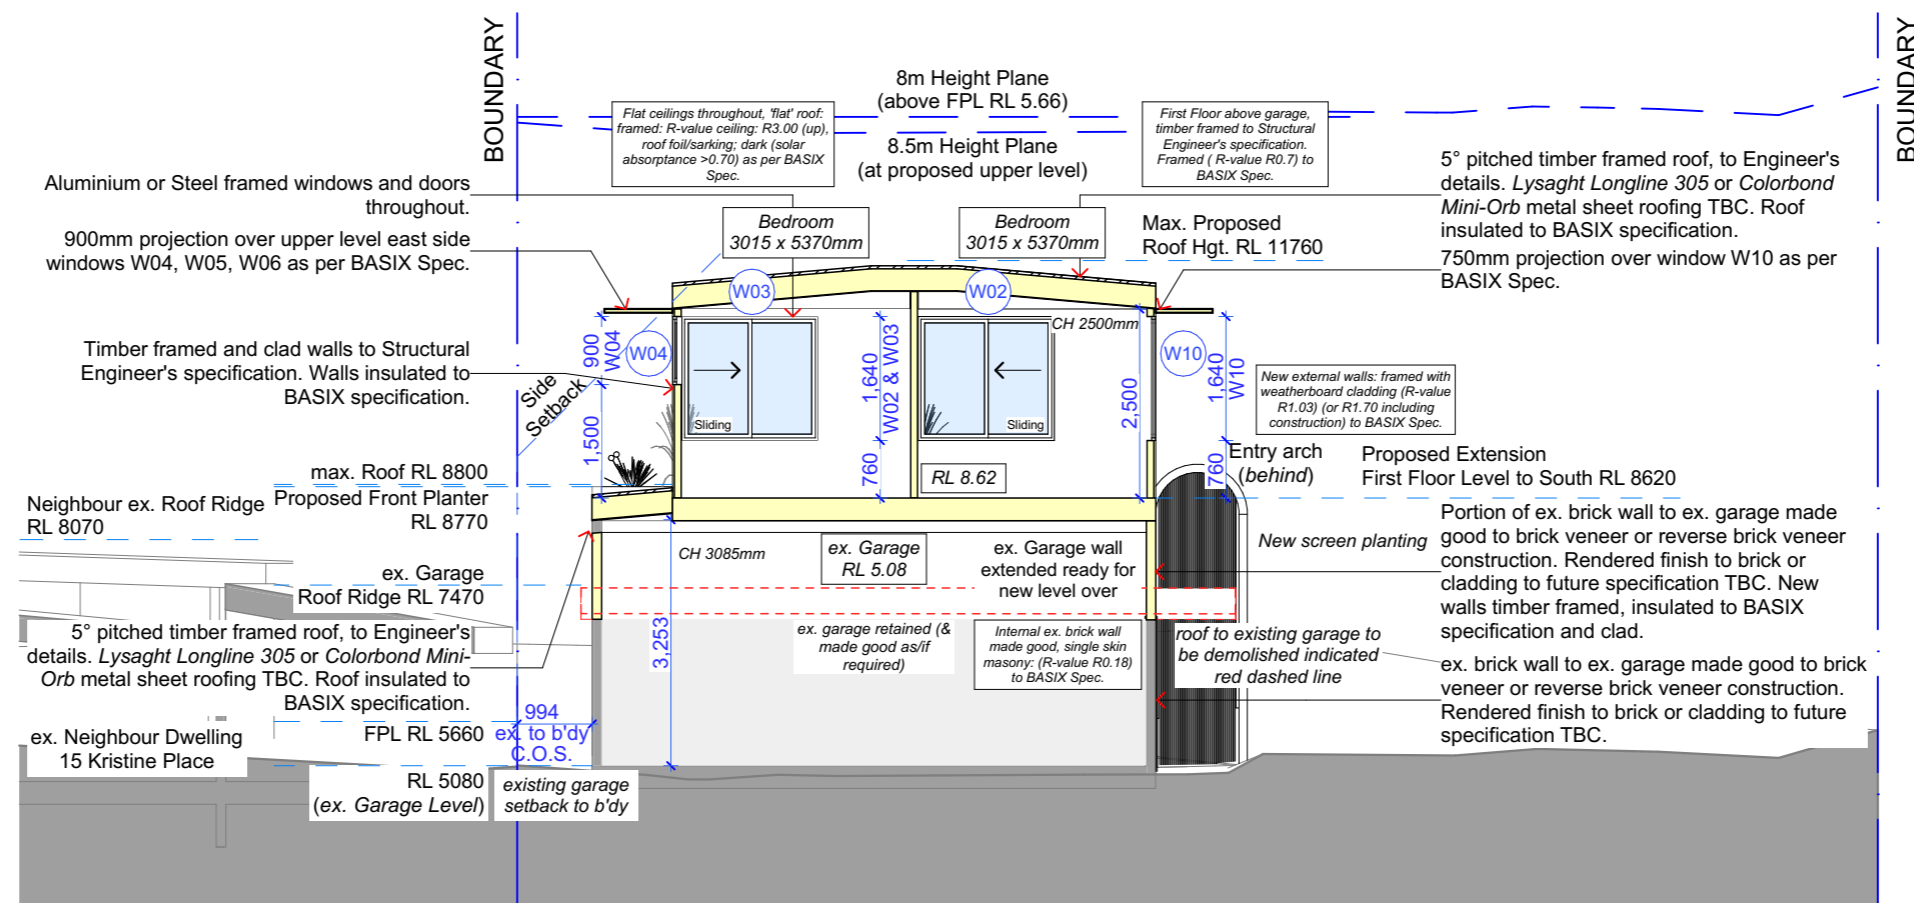 BOUNDARY
BOUNDARY
8m Height Plane
(above FPL RL 5.66)
8.5m Height Plane
(at proposed upper level)
Flat ceilings throughout, 'flat' roof:
framed: R-value ceiling: R3.00 (up),
roof foil/sarking; dark (solar
absorptance >0.70) as per BASIX
Spec.
First Floor above garage,
timber framed to Structural
Engineer's specification.
Framed ( R-value R0.7) to
BASIX Spec.
Aluminium or Steel framed windows and doors
throughout.
900mm projection over upper level east side
windows W04, W05, W06 as per BASIX Spec.
Timber framed and clad walls to Structural
Engineer's specification. Walls insulated to
BASIX specification.
Bedroom
3015 x 5370mm
Bedroom
3015 x 5370mm
Max. Proposed
Roof Hgt. RL 11760
5° pitched timber framed roof, to Engineer's
details. Lysaght Longline 305 or Colorbond
Mini-Orb metal sheet roofing TBC. Roof
insulated to BASIX specification.
750mm projection over window W10 as per
BASIX Spec.
W03
W02
W04
W10
CH 2500mm
900
W04
1,500
Side
Setback
1,640
W02 & W03
760
2,500
1,640
W10
760
Sliding
Sliding
RL 8.62
New external walls: framed with
weatherboard cladding (R-value
R1.03) (or R1.70 including
construction) to BASIX Spec.
Entry arch
(behind)
Proposed Extension
First Floor Level to South RL 8620
max. Roof RL 8800
Proposed Front Planter
RL 8770
Neighbour ex. Roof Ridge
RL 8070
ex. Garage
Roof Ridge RL 7470
CH 3085mm
ex. Garage
RL 5.08
ex. Garage wall
extended ready for
new level over
New screen planting
Portion of ex. brick wall to ex. garage made
good to brick veneer or reverse brick veneer
construction. Rendered finish to brick or
cladding to future specification TBC. New
walls timber framed, insulated to BASIX
specification and clad.
5° pitched timber framed roof, to Engineer's
details. Lysaght Longline 305 or Colorbond Mini-
Orb metal sheet roofing TBC. Roof insulated to
BASIX specification.
3,253
ex. garage retained (&
made good as/if
required)
Internal ex. brick wall
made good, single skin
masony: (R-value R0.18)
to BASIX Spec.
roof to existing garage to
be demolished indicated
red dashed line
ex. brick wall to ex. garage made good to brick
veneer or reverse brick veneer construction.
Rendered finish to brick or cladding to future
specification TBC.
994
ex. to b'dy
C.O.S.
FPL RL 5660
ex. Neighbour Dwelling
15 Kristine Place
RL 5080
(ex. Garage Level)
existing garage
setback to b'dy